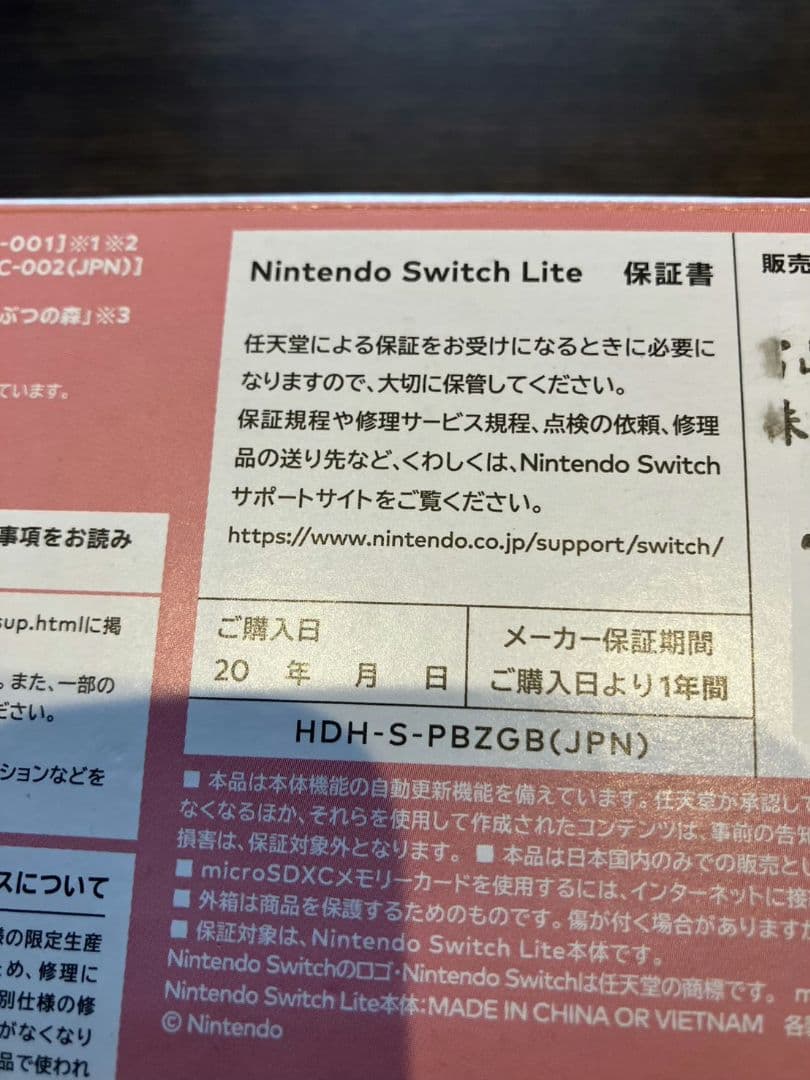 -001]※1※2
C-002(JPN)]
ぶつの森」※3
ています。
事項をお読み
sup.htmlに掲
。また、一部の
ださい。
ションなどを
スについて
様の限定生産
ため、修理に
別仕様の修
がなくなり
品で使われ
Nintendo Switch Lite 保証書
任天堂による保証をお受けになるときに必要に
なりますので、大切に保管してください。
保証規程や修理サービス規程、点検の依頼、修理
品の送り先など、くわしくは、Nintendo Switch
サポートサイトをご覧ください。
https://www.nintendo.co.jp/support/switch/
ご購入日
20 年 月 日
メーカー保証期間
ご購入日より1年間
HDH-S-PBZGB(JPN)
販売
株
■ 本品は本体機能の自動更新機能を備えています。任天堂が承認し
なくなるほか、それらを使用して作成されたコンテンツは、事前の告知
損害は、保証対象外となります。 ■ 本品は日本国内のみでの販売と
■ microSDXCメモリーカードを使用するには、インターネットに接
■ 外箱は商品を保護するためのものです。傷が付く場合がありますた
■ 保証対象は、Nintendo Switch Lite本体です。
Nintendo Switchのロゴ・Nintendo Switchは任天堂の商標です。 m
Nintendo Switch Lite本体:MADE IN CHINA OR VIETNAM 各
© Nintendo